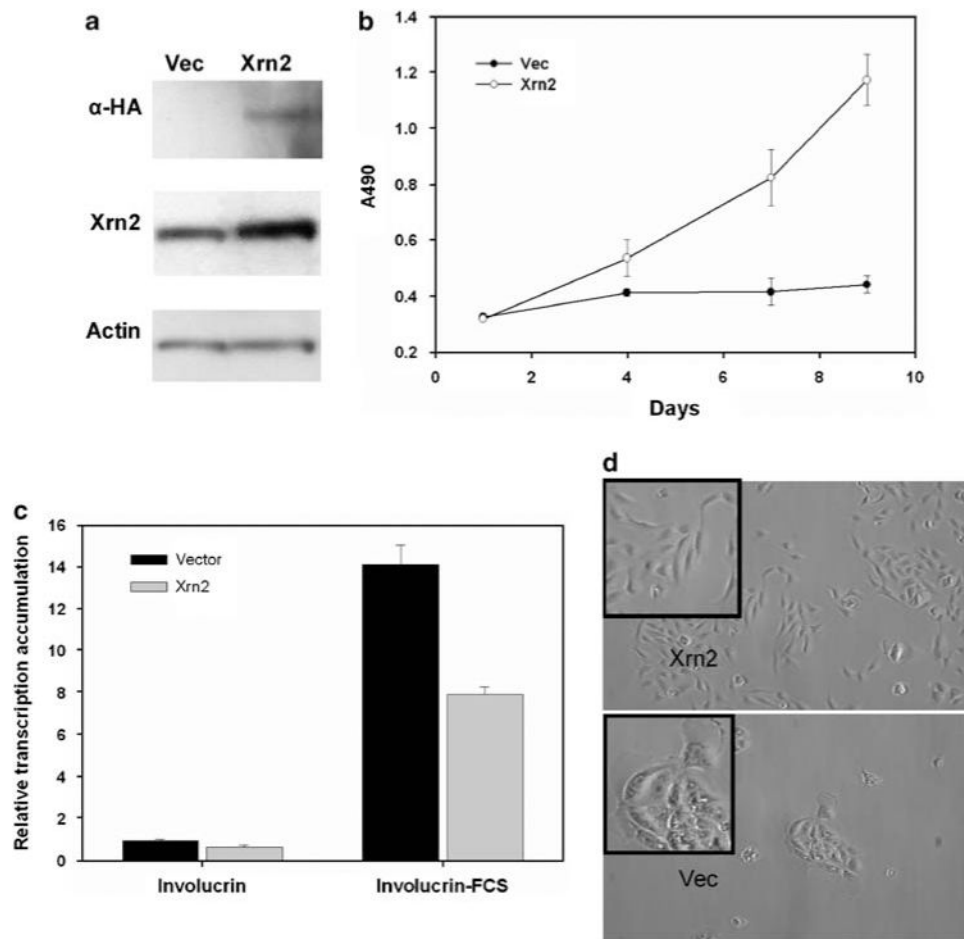 a
Vec Xrn2
α-HA
Xrn2
Actin
b
1.4
1.2
1.0
0.8
0.6
0.4
0.2
A490
Vec
Xrn2
0 2 4 6 8 10
Days
c
16
14
12
10
8
6
4
2
0
Relative transcription accumulation
Vector
Xrn2
Involucrin Involucrin-FCS
d
Xrn2
Vec